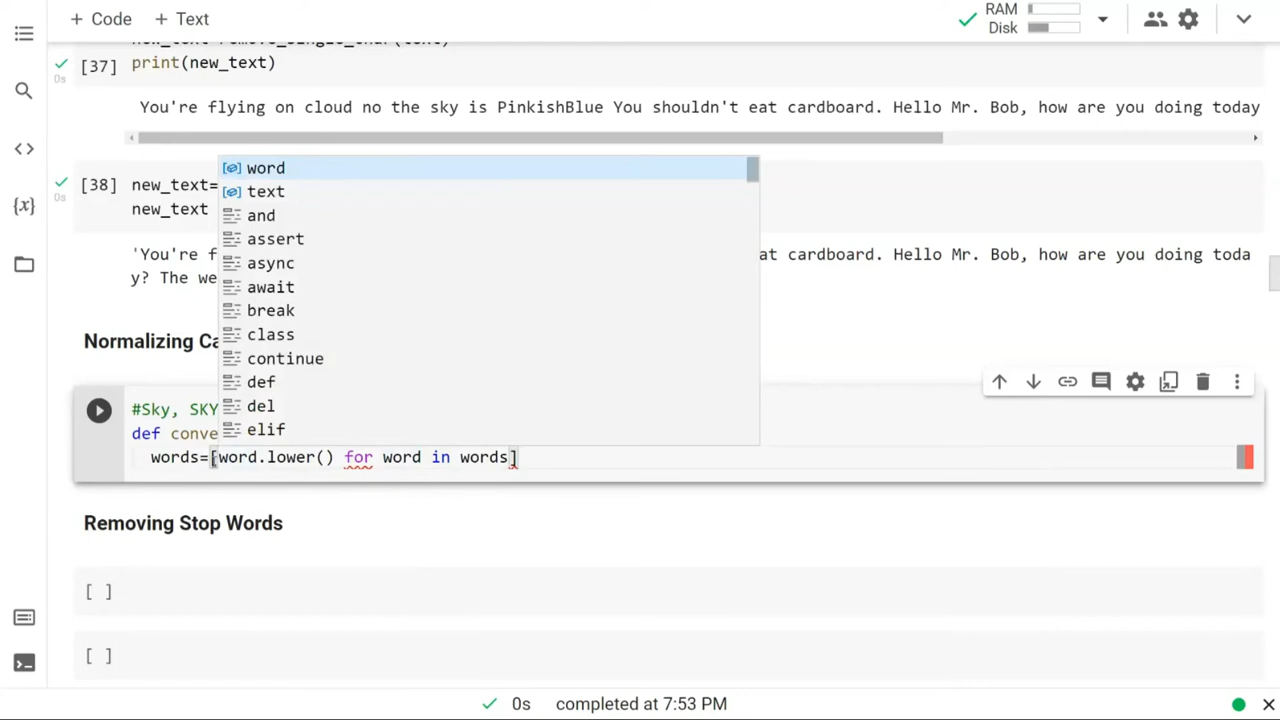 + Code + Text
RAM
Disk
print(new_text)
[37]
You're flying on cloud no the sky is PinkishBlue You shouldn't eat cardboard. Hello Mr. Bob, how are you doing today
[38] new_text=
new_text
'You're f
at cardboard. Hello Mr. Bob, how are you doing toda
y? The we
word
text
and
assert
async
await
break
class
continue
def
del
elif
Normalizing Ca
#Sky, SKY
def conve
words=[word.lower() for word in words]
Removing Stop Words
[ ]
[ ]
0s completed at 7:53 PM